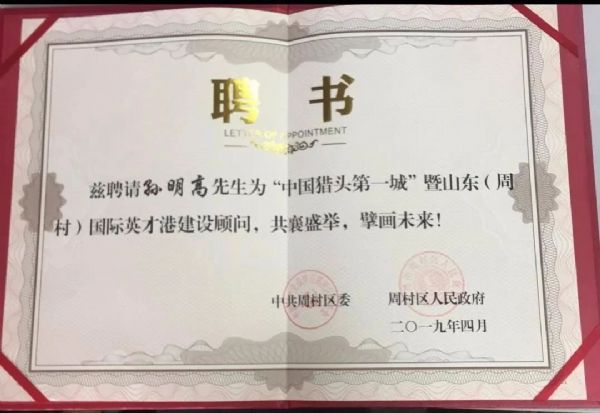 聘书
LETTER OF APPOINTMENT
兹聘请孙明高先生为“中国猎头第一城”暨山东（周
村）国际英才港建设顾问，共襄盛举，擘画未来！
中共周村区委 周村区人民政府
二〇一九年四月